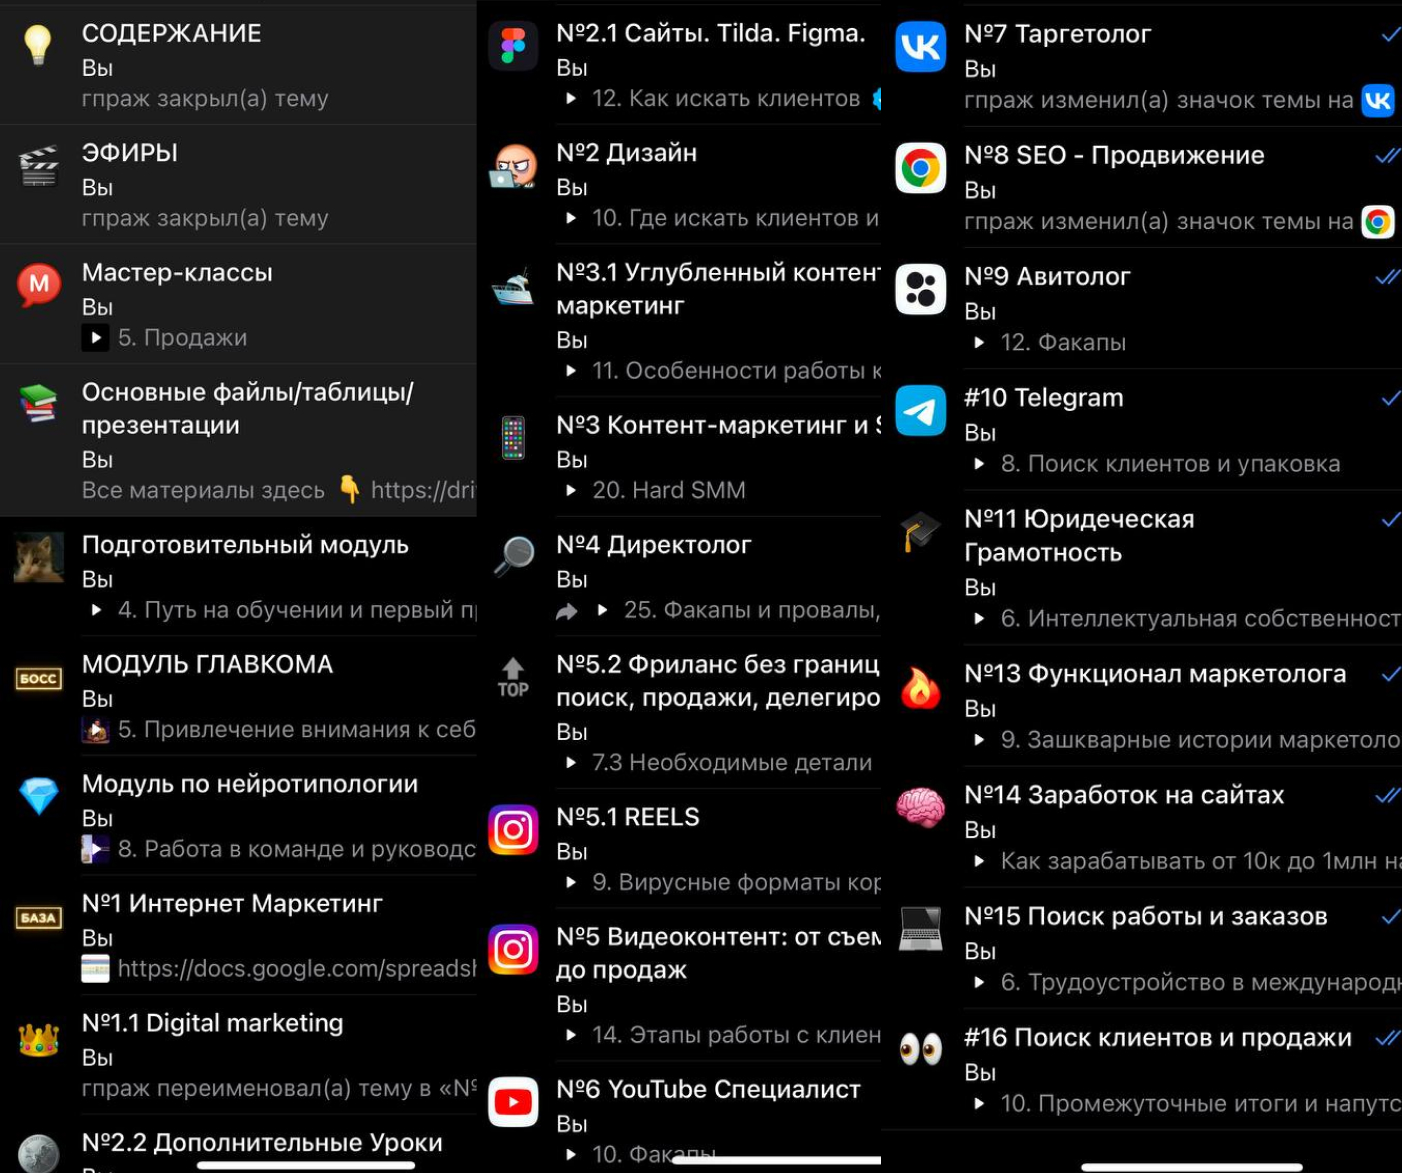 СОДЕРЖАНИЕ
Вы
гпраж закрыл(а) тему
ЭФИРЫ
Вы
гпраж закрыл(а) тему
М
Мастер-классы
Вы
5. Продажи
Основные файлы/таблицы/
презентации
Вы
Все материалы здесь 👇 https://dri
Подготовительный модуль
Вы
4. Путь на обучении и первый
БОСС
МОДУЛЬ ГЛАВКОМА
Вы
5. Привлечение внимания к себ
Модуль по нейротипологии
Вы
8. Работа в команде и руководс
БАЗА
№1 Интернет Маркетинг
Вы
https://docs.google.com/spreadsh
№1.1 Digital marketing
Вы
гпраж переименовал(а) тему в «№
№2.2 Дополнительные Уроки
№2.1 Сайты. Tilda. Figma.
Вы
12. Как искать клиентов
№2 Дизайн
Вы
10. Где искать клиентов и
№3.1 Углубленный контент
маркетинг
Вы
11. Особенности работы к
№3 Контент-маркетинг и S
Вы
20. Hard SMM
№4 Директолог
Вы
25. Факапы и провалы,
TOP
№5.2 Фриланс без границ
поиск, продажи, делегиро
Вы
7.3 Необходимые детали
№5.1 REELS
Вы
9. Вирусные форматы кор
№5 Видеоконтент: от съем
до продаж
Вы
14. Этапы работы с клиен
№6 YouTube Специалист
Вы
10. Факапы
№7 Таргетолог
Вы
гпраж изменил(а) значок темы на
№8 SEO - Продвижение
Вы
гпраж изменил(а) значок темы на
№9 Авитолог
Вы
12. Факапы
#10 Telegram
Вы
8. Поиск клиентов и упаковка
№11 Юридеческая
Грамотность
Вы
6. Интеллектуальная собственност
№13 Функционал маркетолога
Вы
9. Зашкварные истории маркетоло
№14 Заработок на сайтах
Вы
Как зарабатывать от 10к до 1млн на
№15 Поиск работы и заказов
Вы
6. Трудоустройство в международн
#16 Поиск клиентов и продажи
Вы
10. Промежуточные итоги и напутс